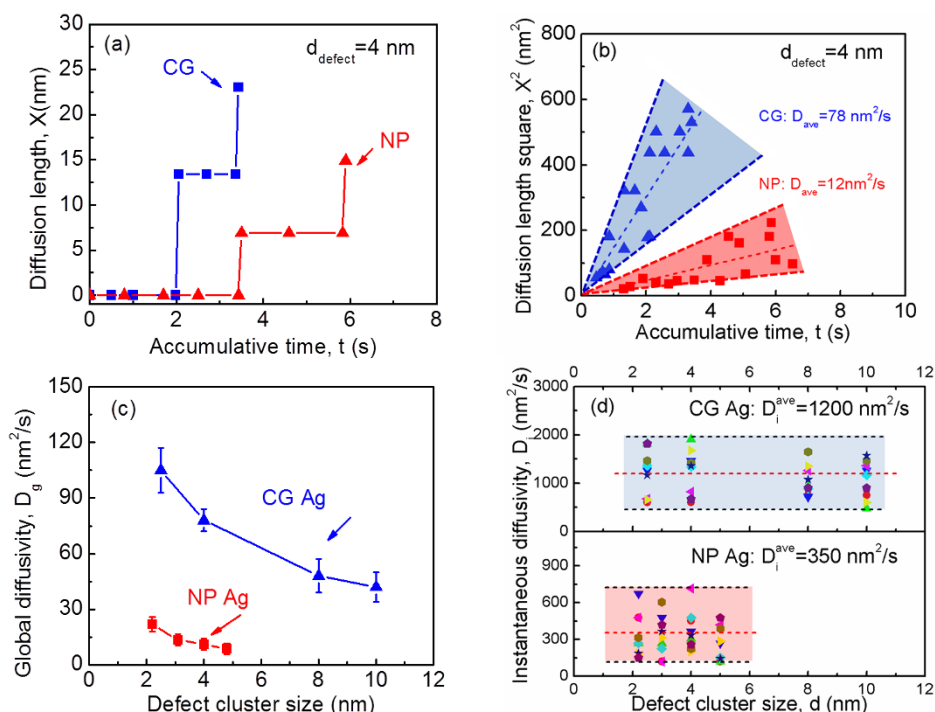 (a)
d_defect=4 nm
CG
NP
Diffusion length, X(nm)
30
25
20
15
10
5
0
0 2 4 6 8
Accumulative time, t (s)
(b)
d_defect=4 nm
CG: D_ave=78 nm²/s
NP: D_ave=12nm²/s
Diffusion length square, X² (nm²)
800
600
400
200
0
0 2 4 6 8 10
Accumulative time, t (s)
(c)
CG Ag
NP Ag
Global diffusivity, D_g (nm²/s)
150
120
90
60
30
0
0 2 4 6 8 10 12
Defect cluster size (nm)
0 2 4 6 8 10 12
(d)
CG Ag: D_i^ave=1200 nm²/s
3000
2000
1500
1000
500
0
NP Ag: D_i^ave=350 nm²/s
900
600
300
0
Instantaneous diffusivity, D_i (nm²/s)
0 2 4 6 8 10 12
Defect cluster size, d (nm)